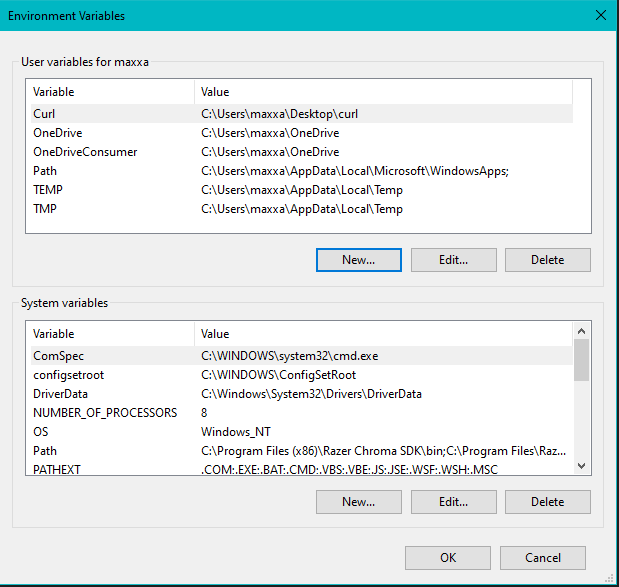 Environment Variables
User variables for maxxa
Variable Value
Curl C:\Users\maxxa\Desktop\curl
OneDrive C:\Users\maxxa\OneDrive
OneDriveConsumer C:\Users\maxxa\OneDrive
Path C:\Users\maxxa\AppData\Local\Microsoft\WindowsApps;
TEMP C:\Users\maxxa\AppData\Local\Temp
TMP C:\Users\maxxa\AppData\Local\Temp
New... Edit... Delete
System variables
Variable Value
ComSpec C:\WINDOWS\system32\cmd.exe
configsetroot C:\WINDOWS\ConfigSetRoot
DriverData C:\Windows\System32\Drivers\DriverData
NUMBER_OF_PROCESSORS 8
OS Windows_NT
Path C:\Program Files (x86)\Razer Chroma SDK\bin;C:\Program Files\Raz...
PATHEXT .COM;.EXE;.BAT;.CMD;.VBS;.VBE;.JS;.JSE;.WSF;.WSH;.MSC
New... Edit... Delete
OK Cancel